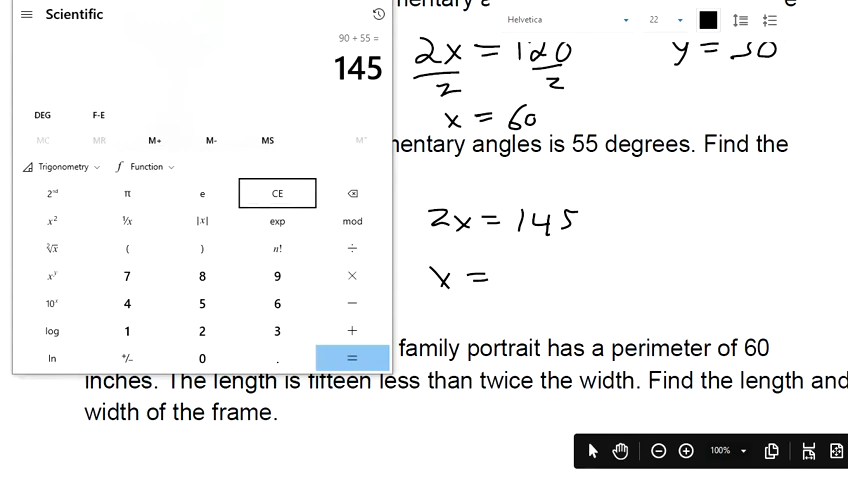 Scientific
90 + 55 =
145
DEG F-E
MC MR M+ M- MS M˅
Trigonometry Function
2ⁿᵈ π e CE
x² ¹/x |x| exp mod
²√x ( ) n! ÷
xʸ 7 8 9 ×
10ˣ 4 5 6 −
log 1 2 3 +
ln +/− 0 . =
Helvetica 22
2x = 120
2 2
x = 60
y = 30
mentary angles is 55 degrees. Find the
2x = 145
x =
family portrait has a perimeter of 60
inches. The length is fifteen less than twice the width. Find the length and
width of the frame.
100%